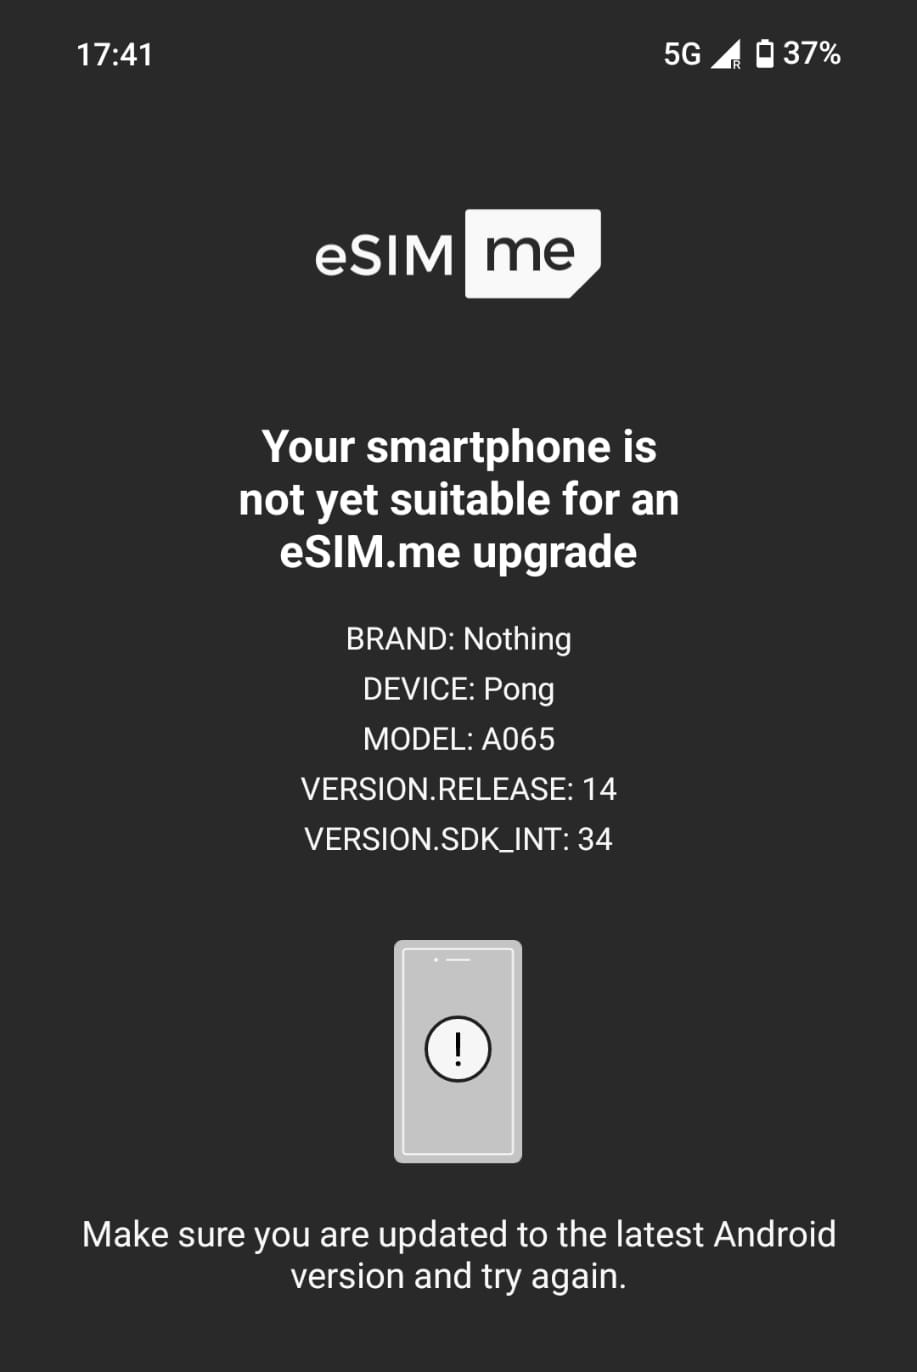 17:41 5G R 37%
eSIM me
Your smartphone is
not yet suitable for an
eSIM.me upgrade
BRAND: Nothing
DEVICE: Pong
MODEL: A065
VERSION.RELEASE: 14
VERSION.SDK_INT: 34
!
Make sure you are updated to the latest Android
version and try again.